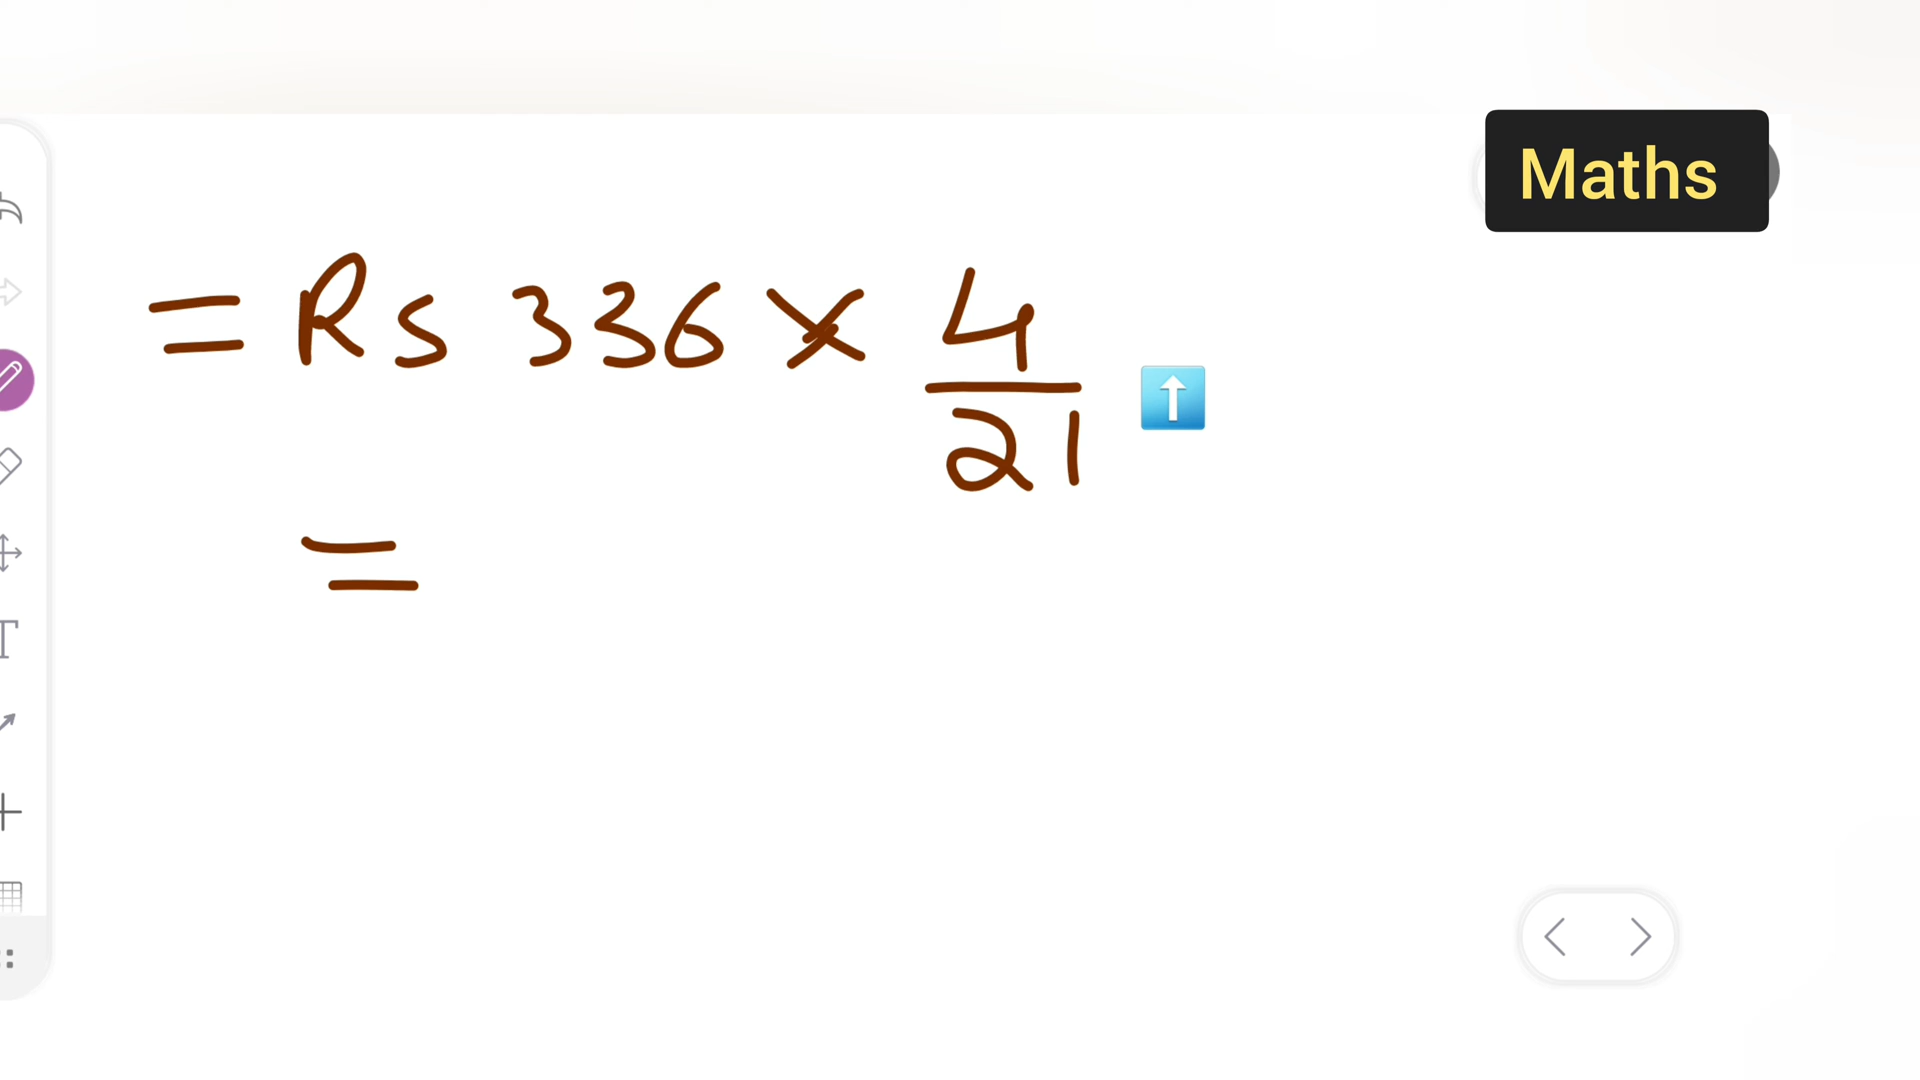 Maths
= Rs 336 × 4/21
=